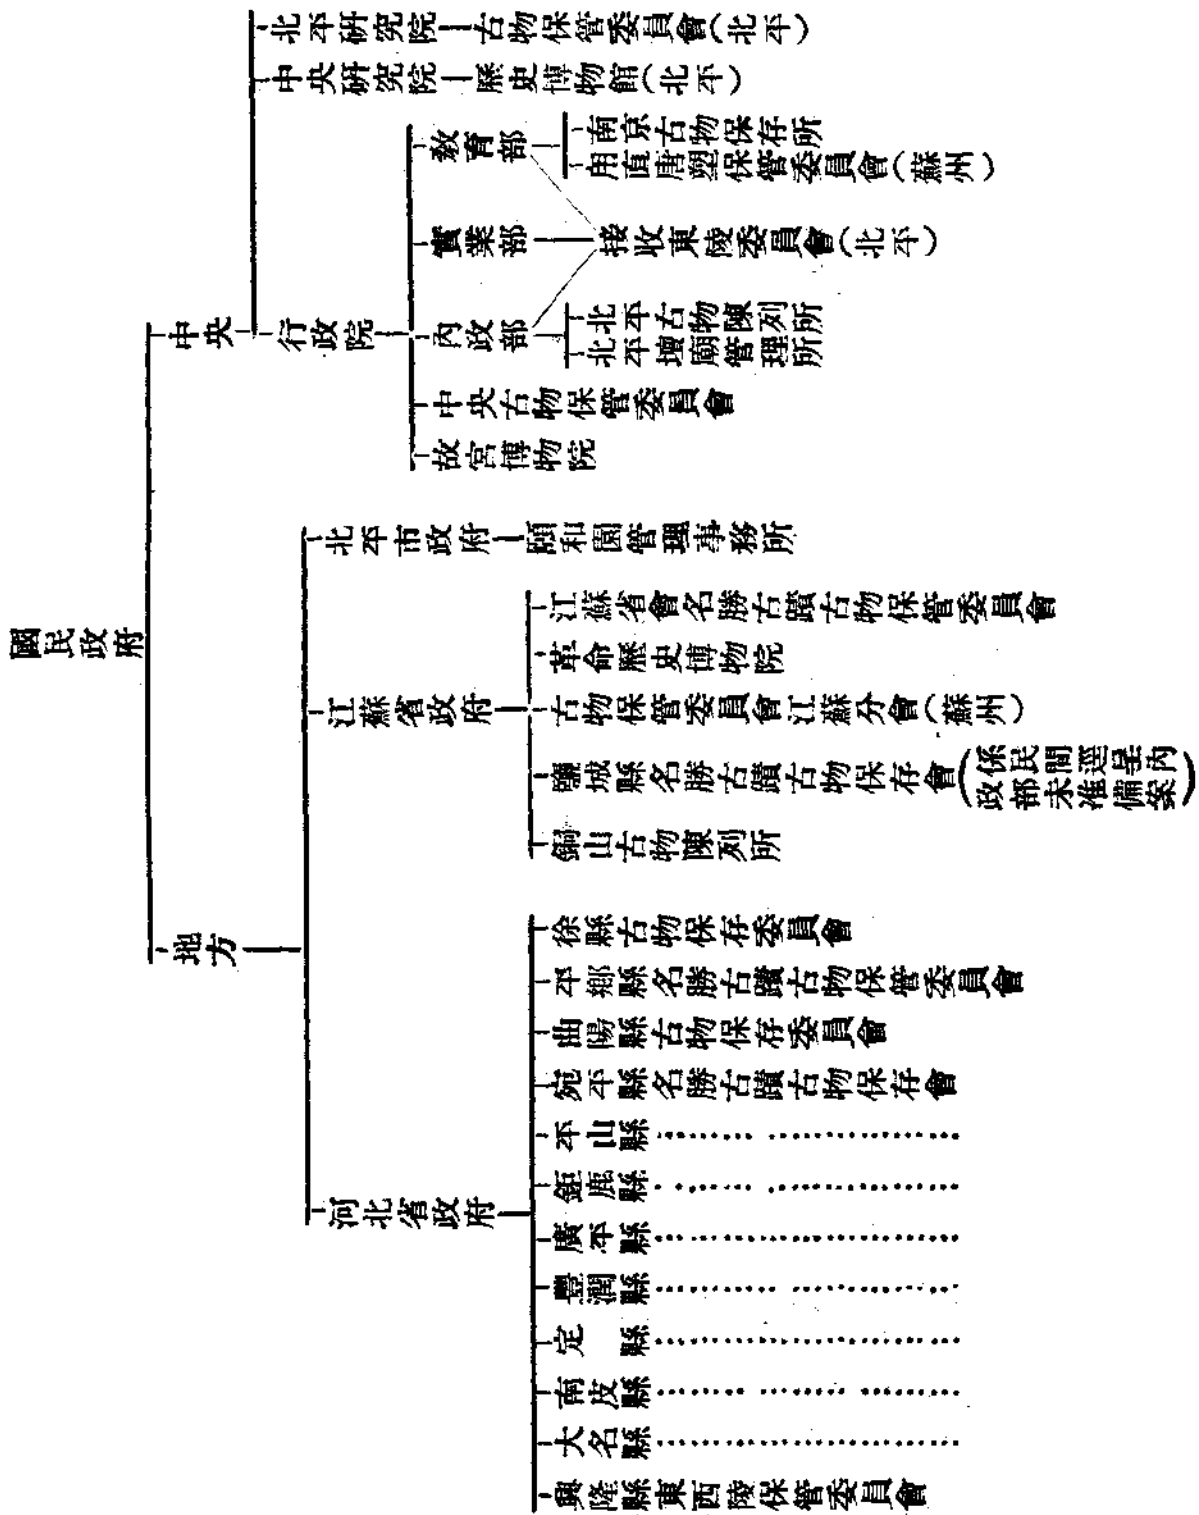 國民政府
中央
北平研究院
古物保管委員會(北平)
中央研究院
歷史博物館(北平)
行政院
教育部
南京古物保存所
甪直唐塑保管委員會(蘇州)
實業部
接收東陵委員會(北平)
內政部
北平古物陳列所
北平壇廟管理所
中央古物保管委員會
故宮博物院
地方
北平市政府
頤和園管理事務所
江蘇省政府
江蘇省會名勝古蹟古物保管委員會
革命歷史博物院
古物保管委員會江蘇分會(蘇州)
鹽城縣名勝古蹟古物保存會
(係民間逕呈內
政部未准備案)
銅山古物陳列所
河北省政府
徐縣古物保存委員會
平鄉縣名勝古蹟古物保管委員會
曲陽縣古物保存委員會
宛平縣名勝古蹟古物保存會
平山縣…………………
鉅鹿縣…………………
廣平縣…………………
豐潤縣…………………
定縣…………………
南皮縣…………………
大名縣…………………
興隆縣東西陵保管委員會